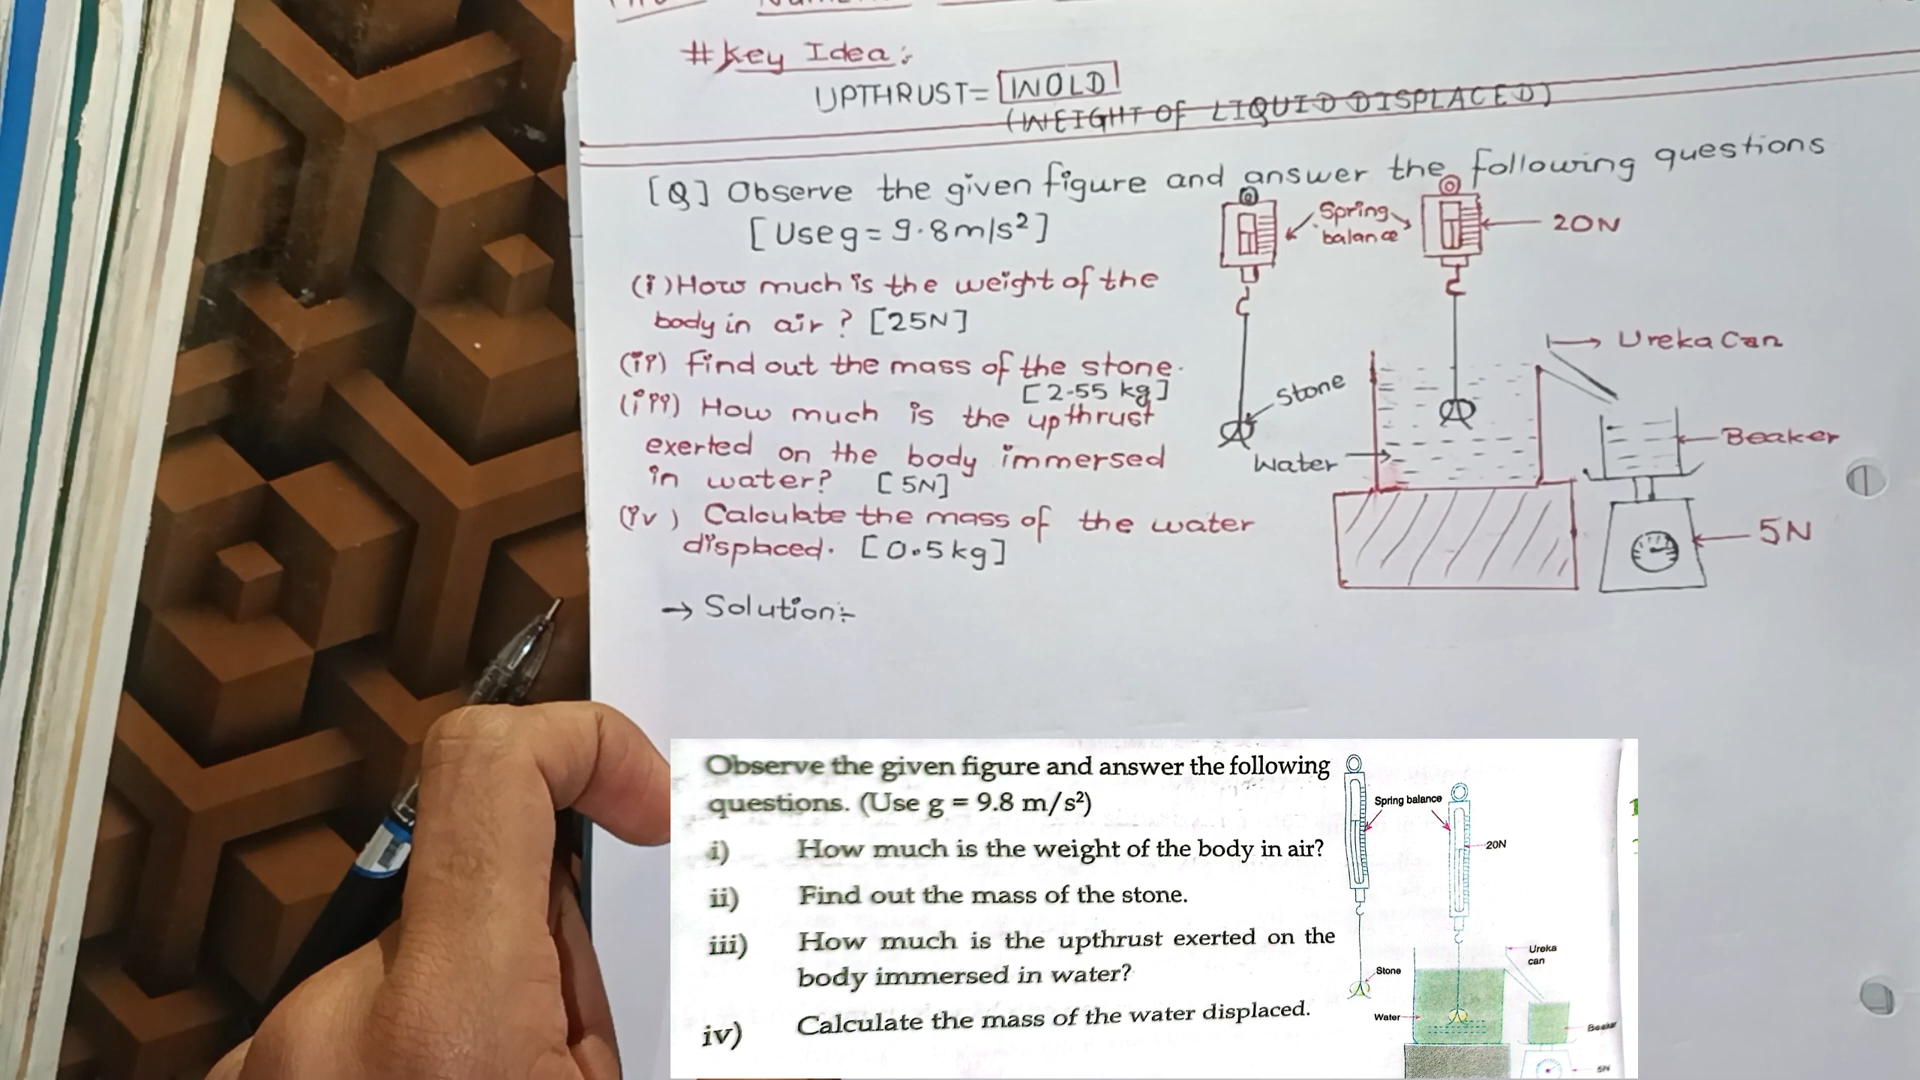 #Key Idea:
UPTHRUST= WOLD
(WEIGHT OF LIQUID DISPLACED)
[Q] Observe the given figure and answer the following questions
[Use g = 9.8m/s²]
Spring balance
20N
(i) How much is the weight of the
body in air ? [25N]
(ii) Find out the mass of the stone.
[2.55 kg]
(iii) How much is the upthrust
exerted on the body immersed
in water? [5N]
(iv) Calculate the mass of the water
displaced. [0.5kg]
Ureka Can
Stone
Beaker
Water
5N
→ Solution:-
Observe the given figure and answer the following
questions. (Use g = 9.8 m/s²)
i) How much is the weight of the body in air?
ii) Find out the mass of the stone.
iii) How much is the upthrust exerted on the
body immersed in water?
iv) Calculate the mass of the water displaced.
Spring balance
20N
Ureka
can
Stone
Water
Beaker
5N